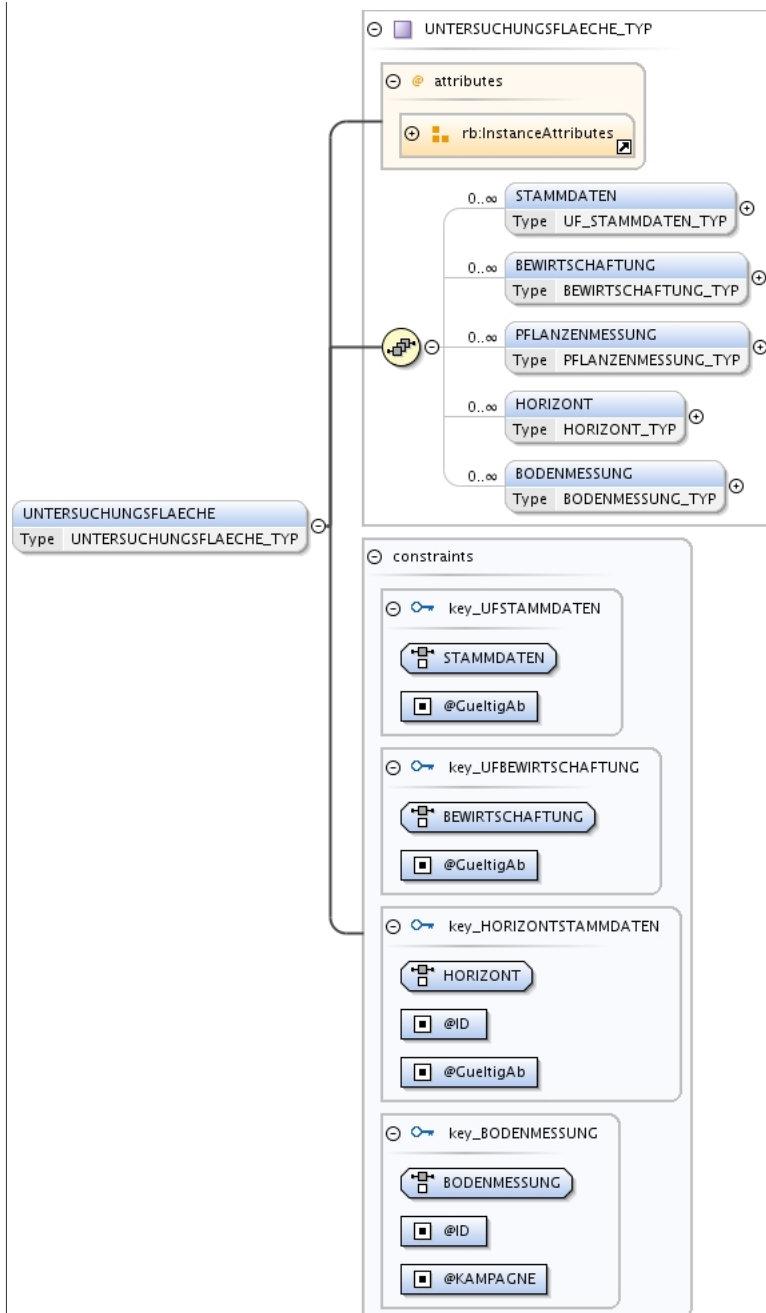 UNTERSUCHUNGSFLAECHE_TYP
@ attributes
rb:InstanceAttributes
0..∞ STAMMDATEN
Type UF_STAMMDATEN_TYP
0..∞ BEWIRTSCHAFTUNG
Type BEWIRTSCHAFTUNG_TYP
0..∞ PFLANZENMESSUNG
Type PFLANZENMESSUNG_TYP
0..∞ HORIZONT
Type HORIZONT_TYP
0..∞ BODENMESSUNG
Type BODENMESSUNG_TYP
UNTERSUCHUNGSFLAECHE
Type UNTERSUCHUNGSFLAECHE_TYP
constraints
key_UFSTAMMDATEN
STAMMDATEN
@GueltigAb
key_UFBEWIRTSCHAFTUNG
BEWIRTSCHAFTUNG
@GueltigAb
key_HORIZONTSTAMMDATEN
HORIZONT
@ID
@GueltigAb
key_BODENMESSUNG
BODENMESSUNG
@ID
@KAMPAGNE